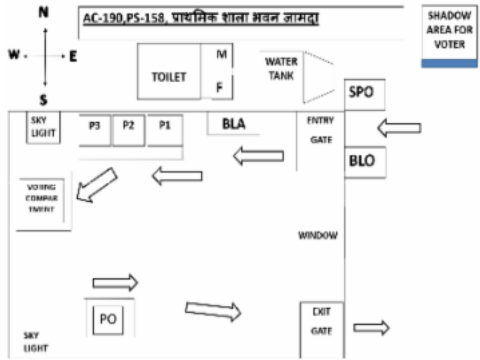 N
W
E
S
AC-190,PS-158, प्राथमिक शाला भवन जामदा
SHADOW
AREA FOR
VOTER
TOILET
M
F
WATER
TANK
SPO
SKY
LIGHT
P3
P2
P1
BLA
ENTRY
GATE
BLO
VOTING
COMPAR
TMENT
WINDOW
PO
EXIT
GATE
SKY
LIGHT